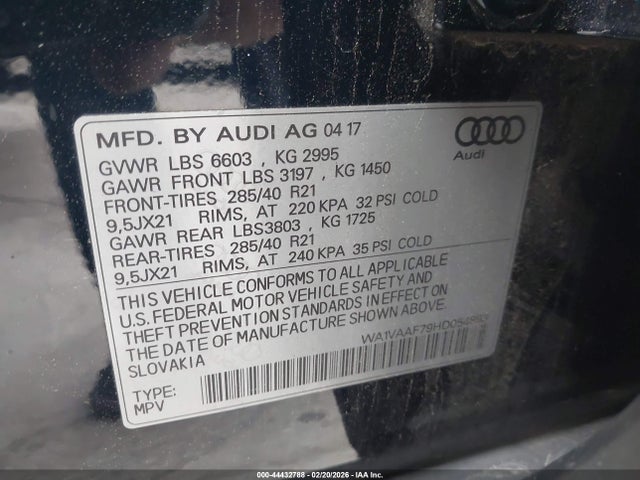 MFD. BY AUDI AG 04 17
Audi
GVWR LBS 6603 , KG 2995
GAWR FRONT LBS 3197 , KG 1450
FRONT-TIRES 285/40 R21
9,5JX21 RIMS, AT 220 KPA 32 PSI COLD
GAWR REAR LBS3803 , KG 1725
REAR-TIRES 285/40 R21
9,5JX21 RIMS, AT 240 KPA 35 PSI COLD
THIS VEHICLE CONFORMS TO ALL APPLICABLE
U.S. FEDERAL MOTOR VEHICLE SAFETY, BUMPER, AND
THEFT PREVENTION STANDARDS IN EFFECT ON
THE DATE OF MANUFACTURE SHOWN ABOVE.
SLOVAKIA
TYPE:
MPV
000-44432788 - 02/20/2026 - IAA Inc.